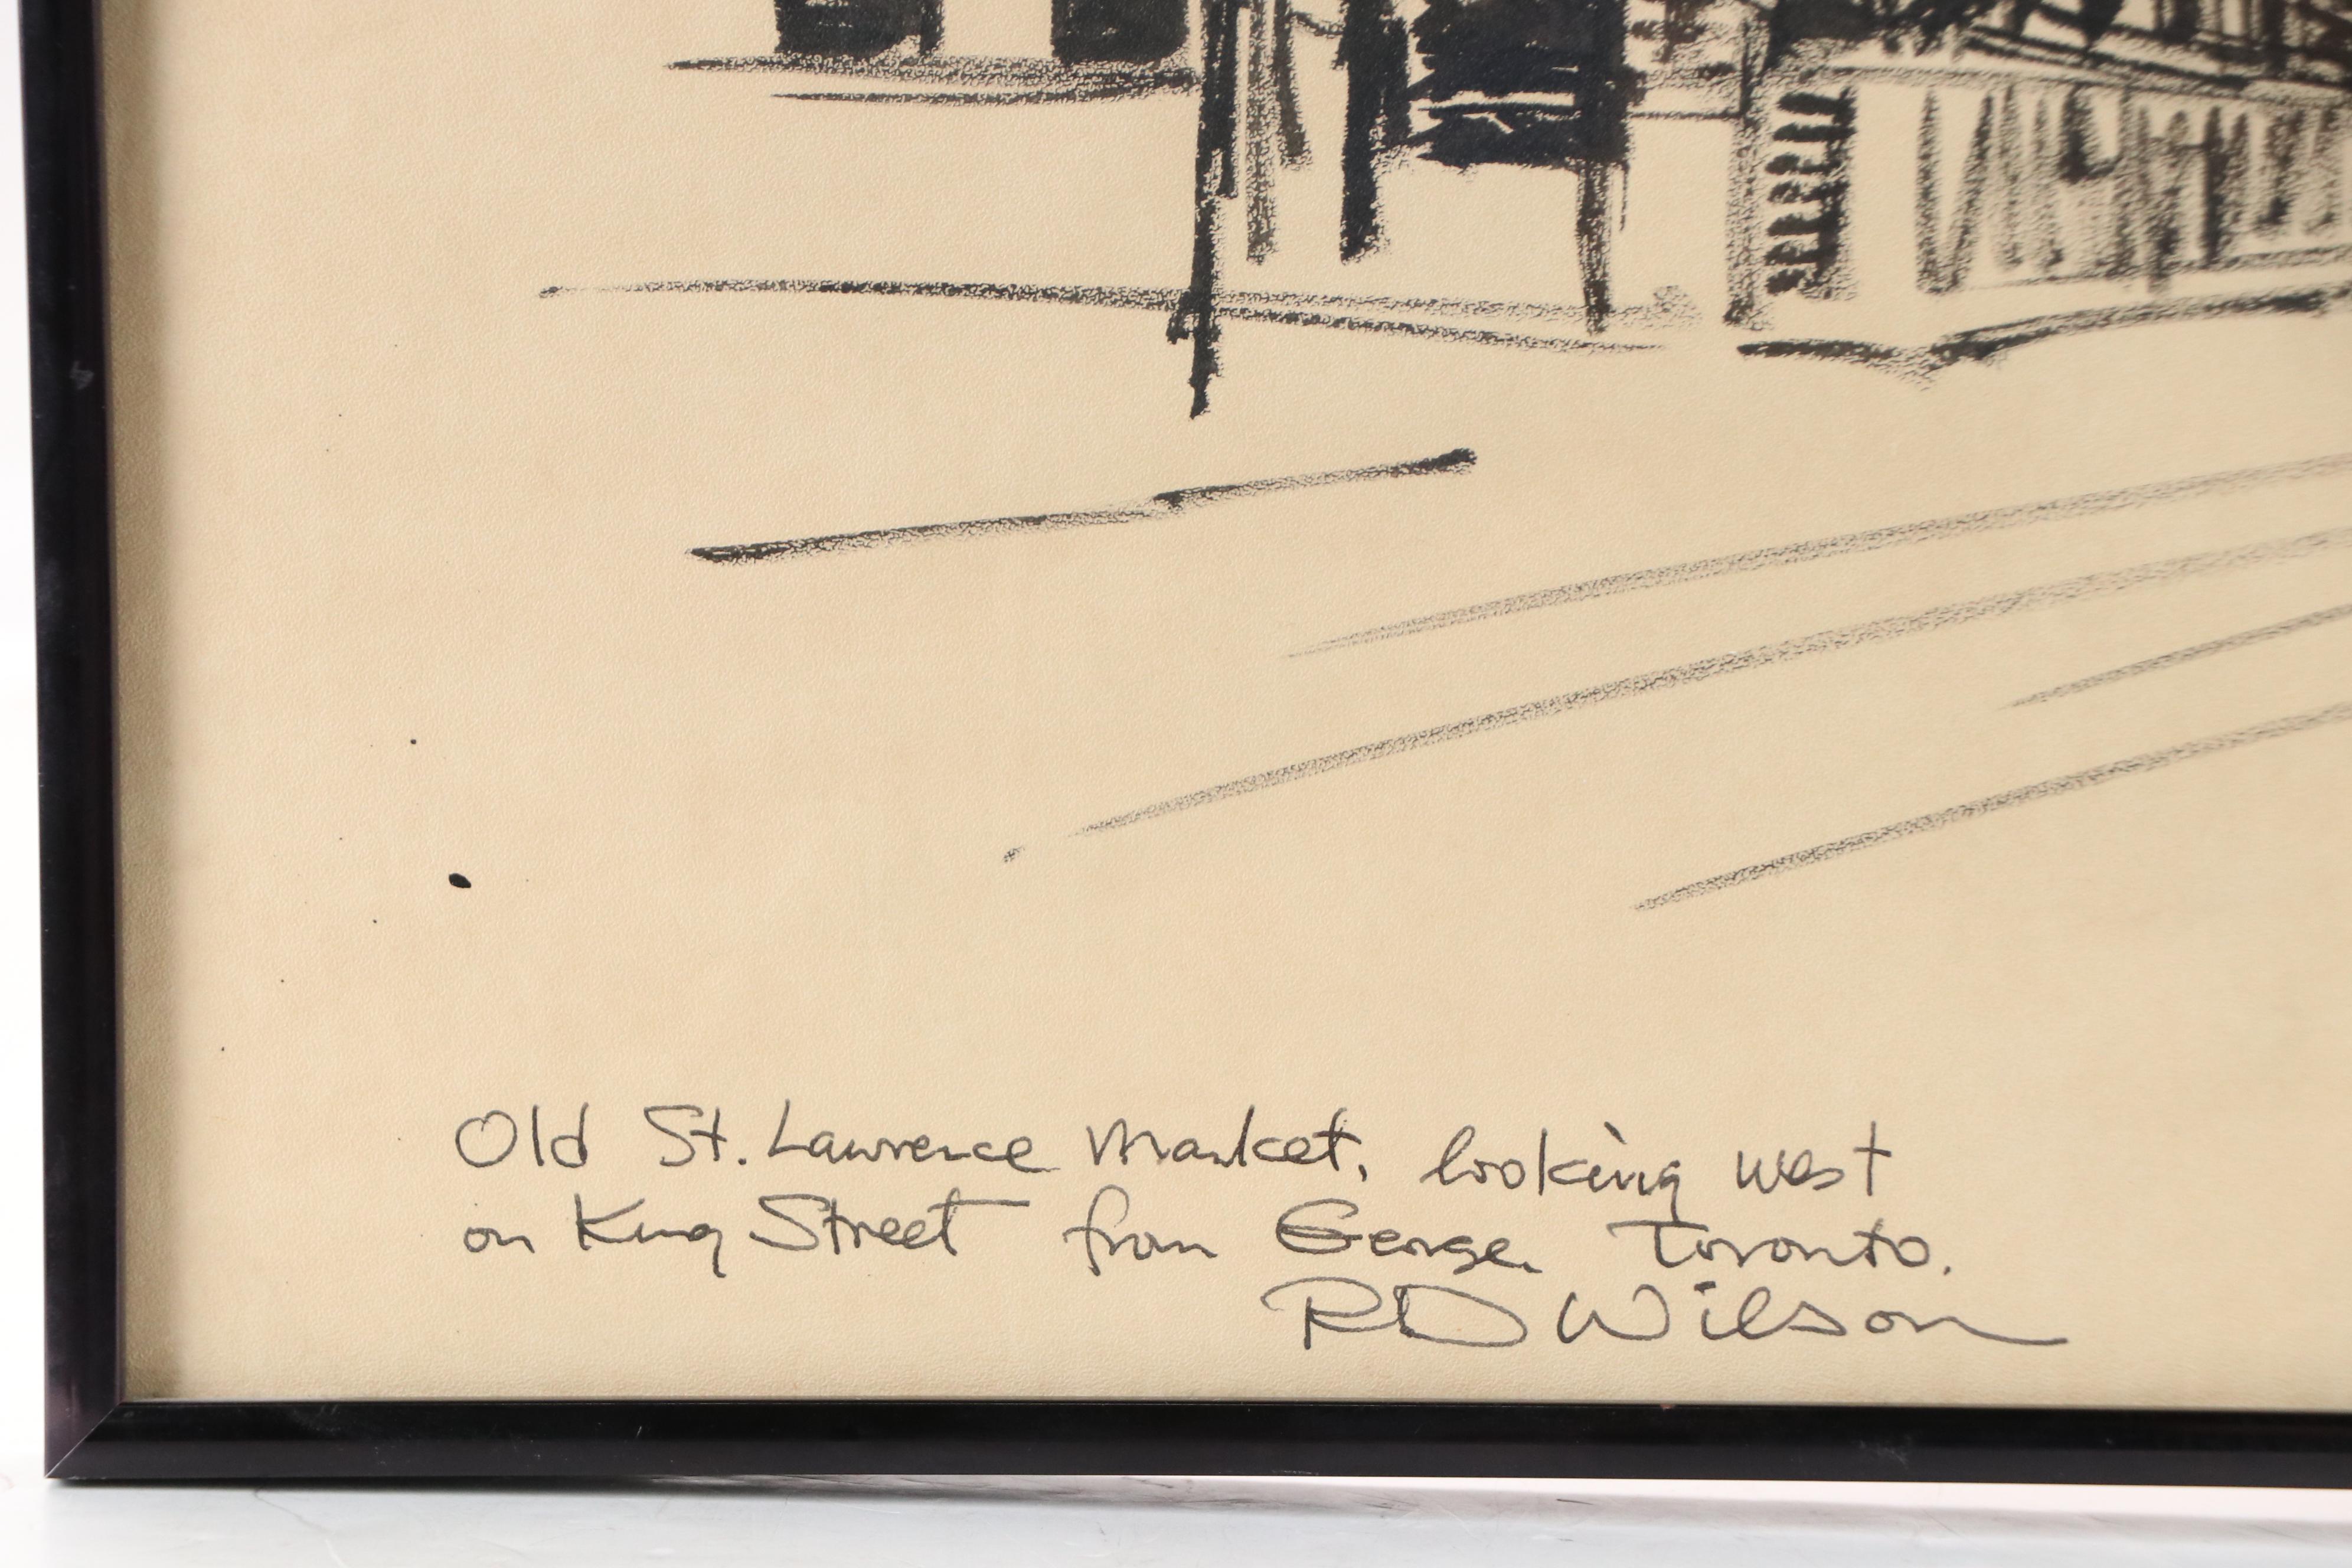 Old St. Lawrence Market, looking west
on King Street from George. Toronto.
RD Wilson